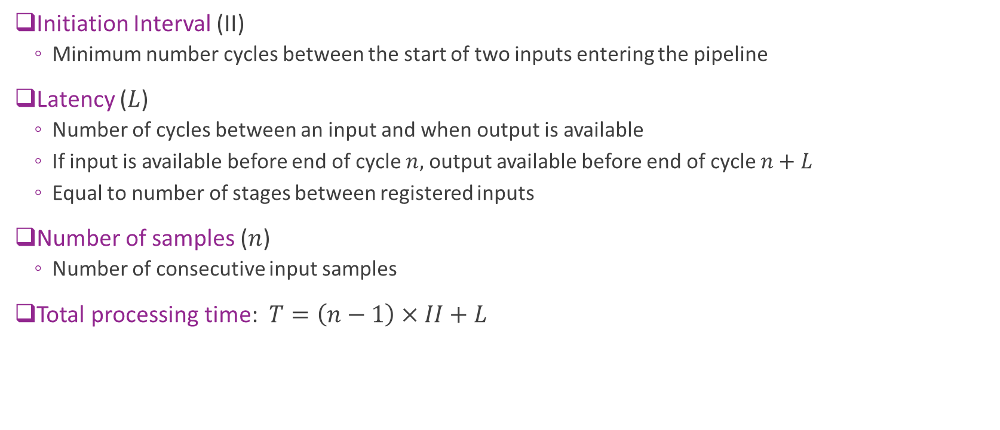 ❑Initiation Interval (II)
◦ Minimum number cycles between the start of two inputs entering the pipeline
❑Latency (𝐿)
◦ Number of cycles between an input and when output is available
◦ If input is available before end of cycle 𝑛, output available before end of cycle 𝑛 + 𝐿
◦ Equal to number of stages between registered inputs
❑Number of samples (𝑛)
◦ Number of consecutive input samples
❑Total processing time: 𝑇 = (𝑛 − 1) × 𝐼𝐼 + 𝐿